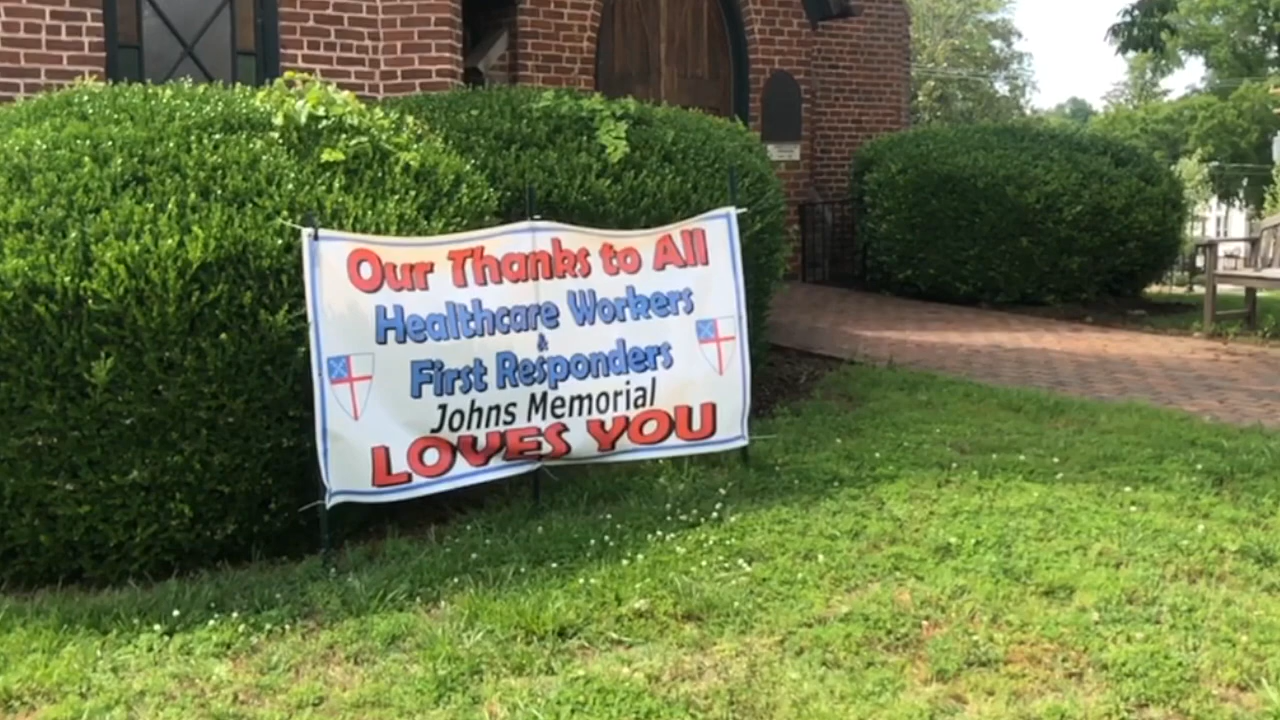 Our Thanks to All
Healthcare Workers
&
First Responders
Johns Memorial
LOVES YOU